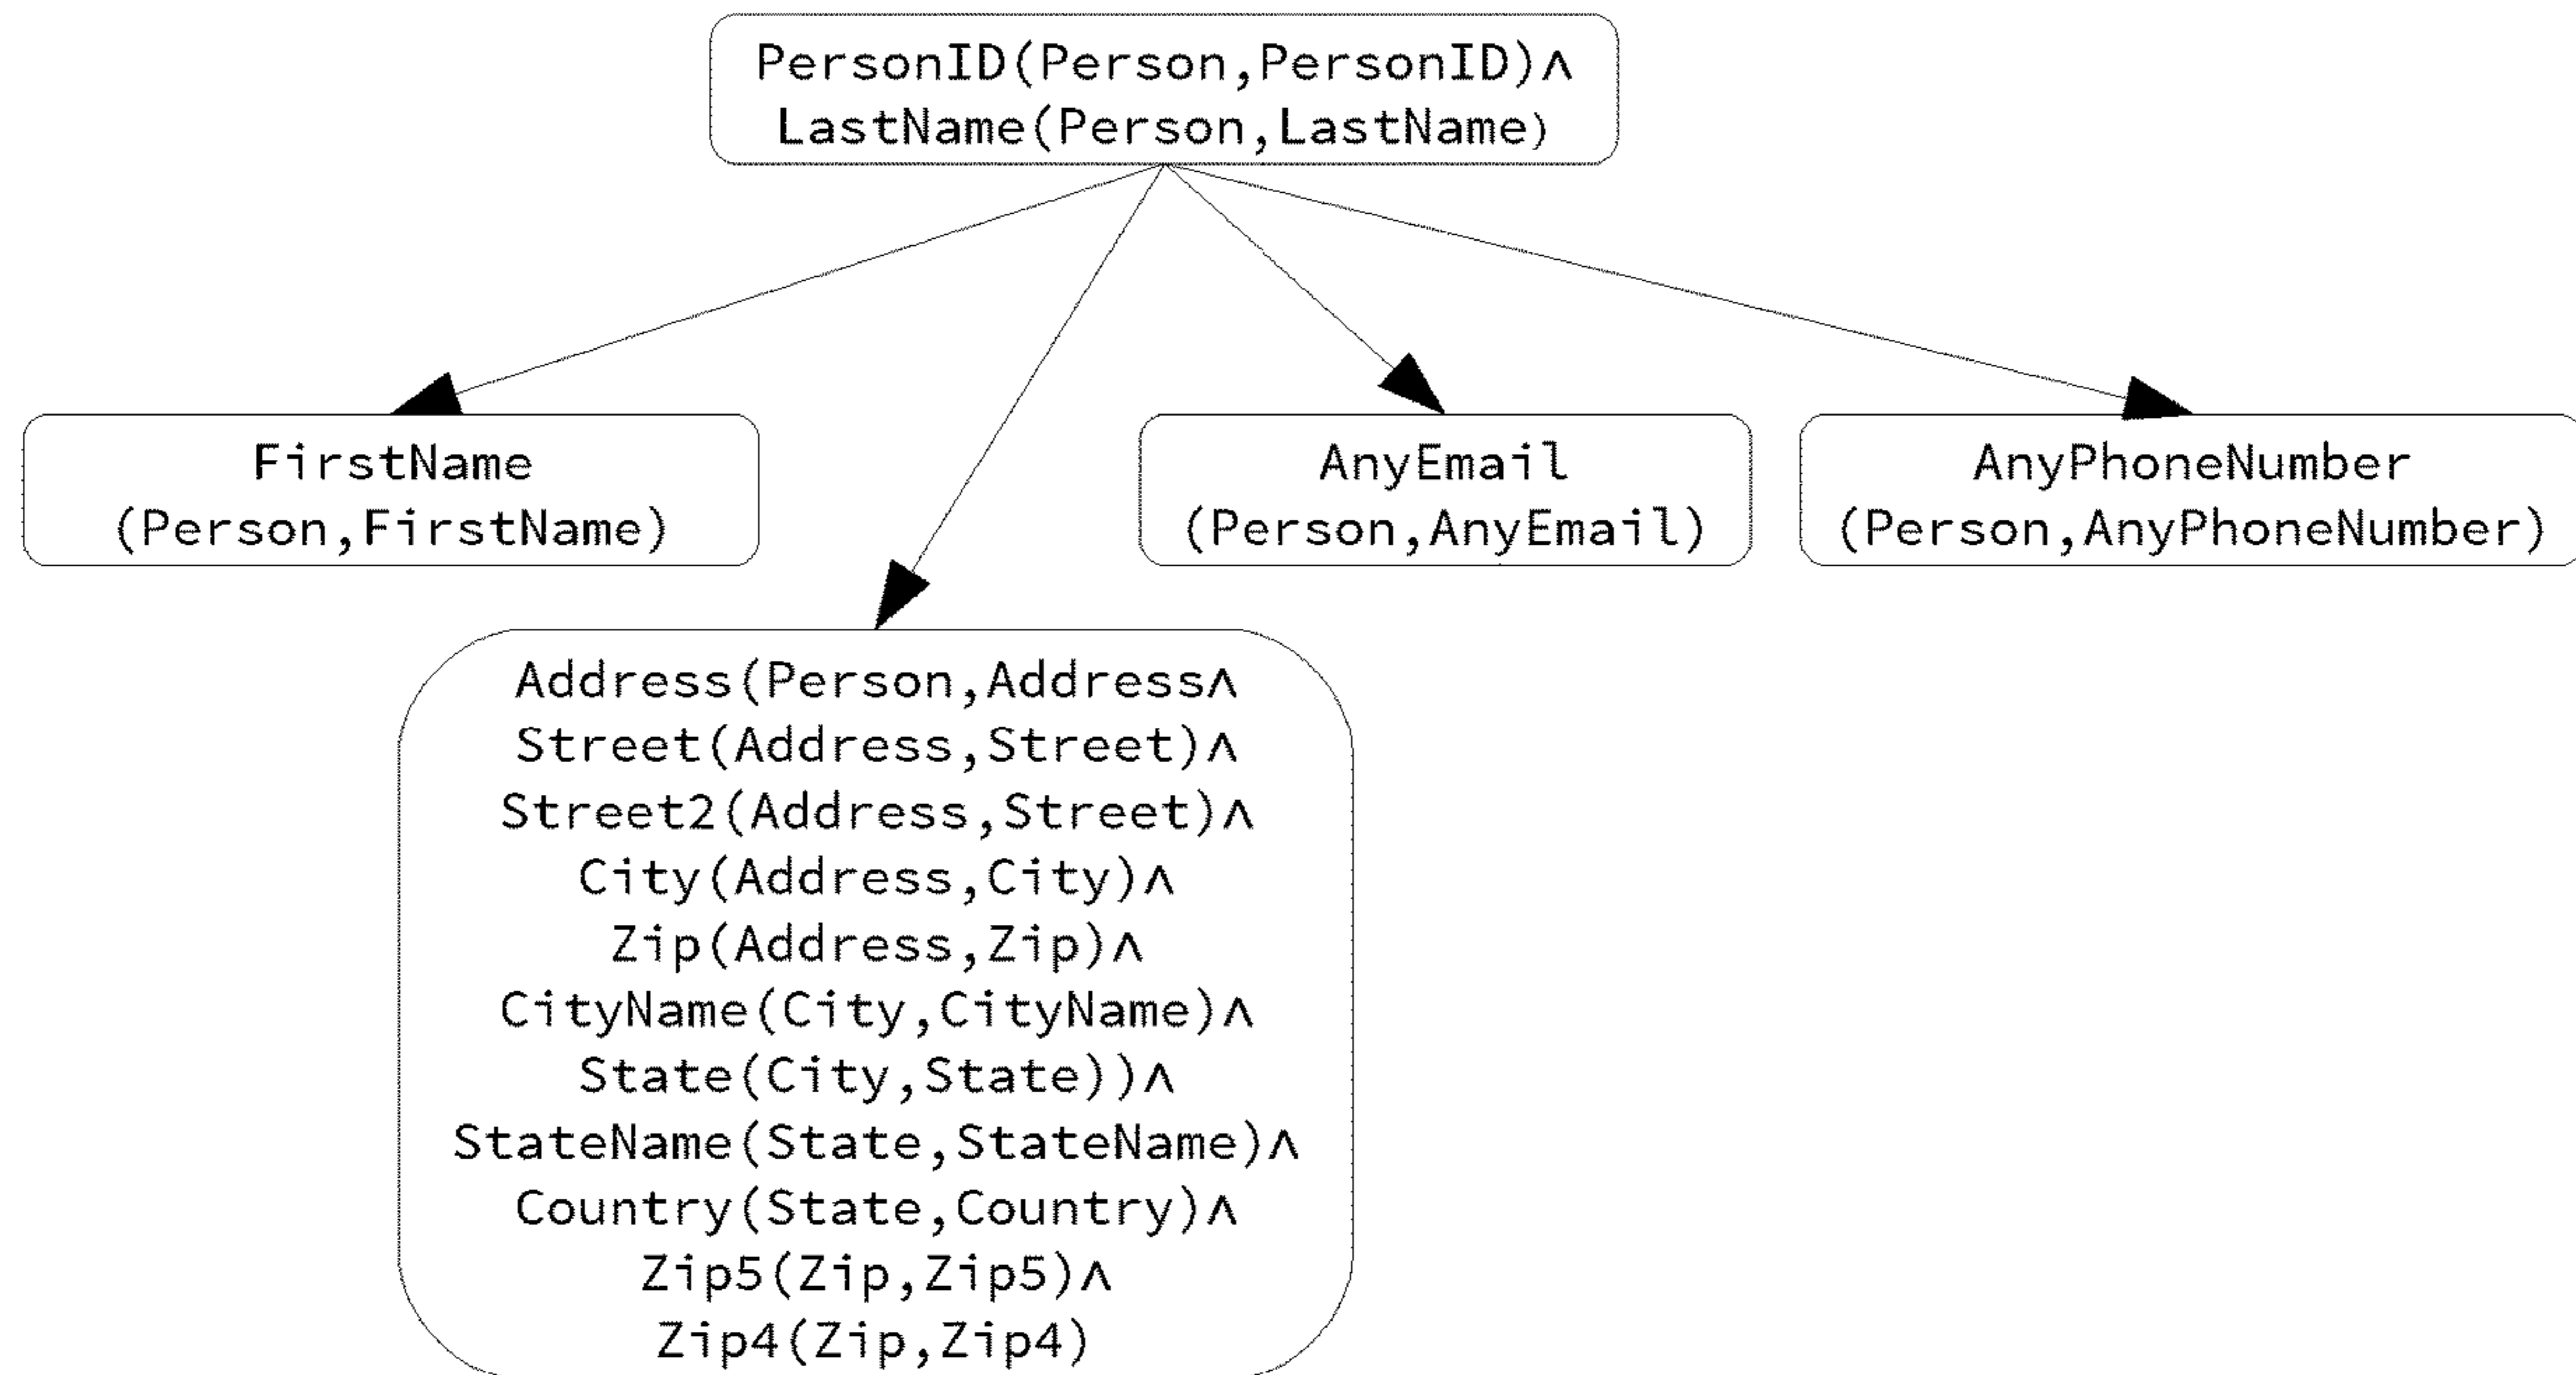 PersonID(Person,PersonID)∧
LastName(Person,LastName)
FirstName
(Person,FirstName)
AnyEmail
(Person,AnyEmail)
AnyPhoneNumber
(Person,AnyPhoneNumber)
Address(Person,Address∧
Street(Address,Street)∧
Street2(Address,Street)∧
City(Address,City)∧
Zip(Address,Zip)∧
CityName(City,CityName)∧
State(City,State))∧
StateName(State,StateName)∧
Country(State,Country)∧
Zip5(Zip,Zip5)∧
Zip4(Zip,Zip4)